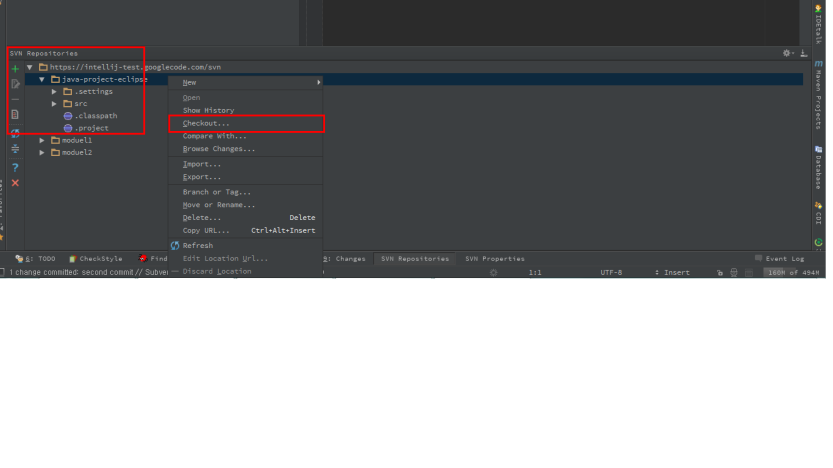 SVN Repositories
https://intellij-test.googlecode.com/svn
java-project-eclipse
.settings
src
.classpath
.project
moduel1
moduel2
New
Open
Show History
Checkout...
Compare With...
Browse Changes...
Import...
Export...
Branch or Tag...
Move or Rename...
Delete... Delete
Copy URL... Ctrl+Alt+Insert
Refresh
Edit Location Url...
Discard Location
IDEtalk
Maven Projects
Database
CDI
6: TODO CheckStyle Find 9: Changes SVN Repositories SVN Properties Event Log
1 change committed: second commit // Subver 1:1 UTF-8 Insert 160M of 494M